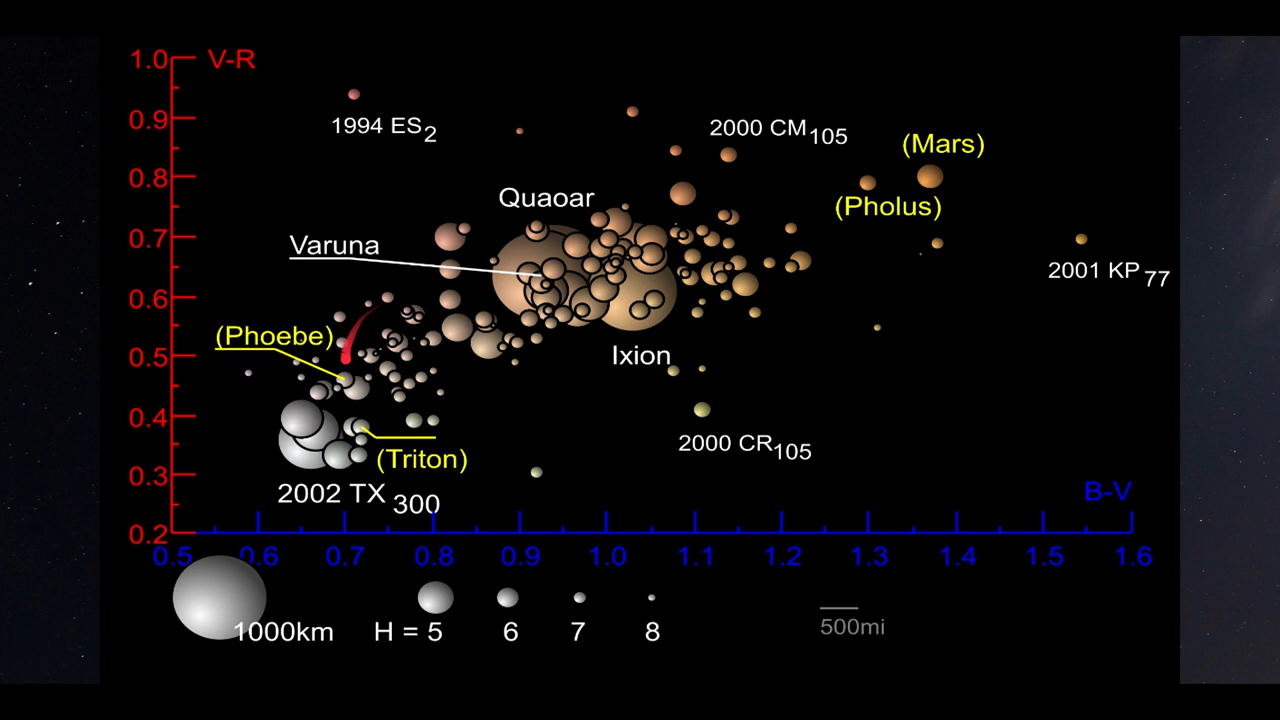 1.0 V-R
0.9
1994 ES2
2000 CM105
(Mars)
0.8
Quaoar
(Pholus)
0.7
Varuna
2001 KP77
0.6
(Phoebe)
Ixion
0.5
0.4
2000 CR105
(Triton)
0.3
2002 TX300
B-V
0.2
0.5 0.6 0.7 0.8 0.9 1.0 1.1 1.2 1.3 1.4 1.5 1.6
1000km H = 5 6 7 8
500mi